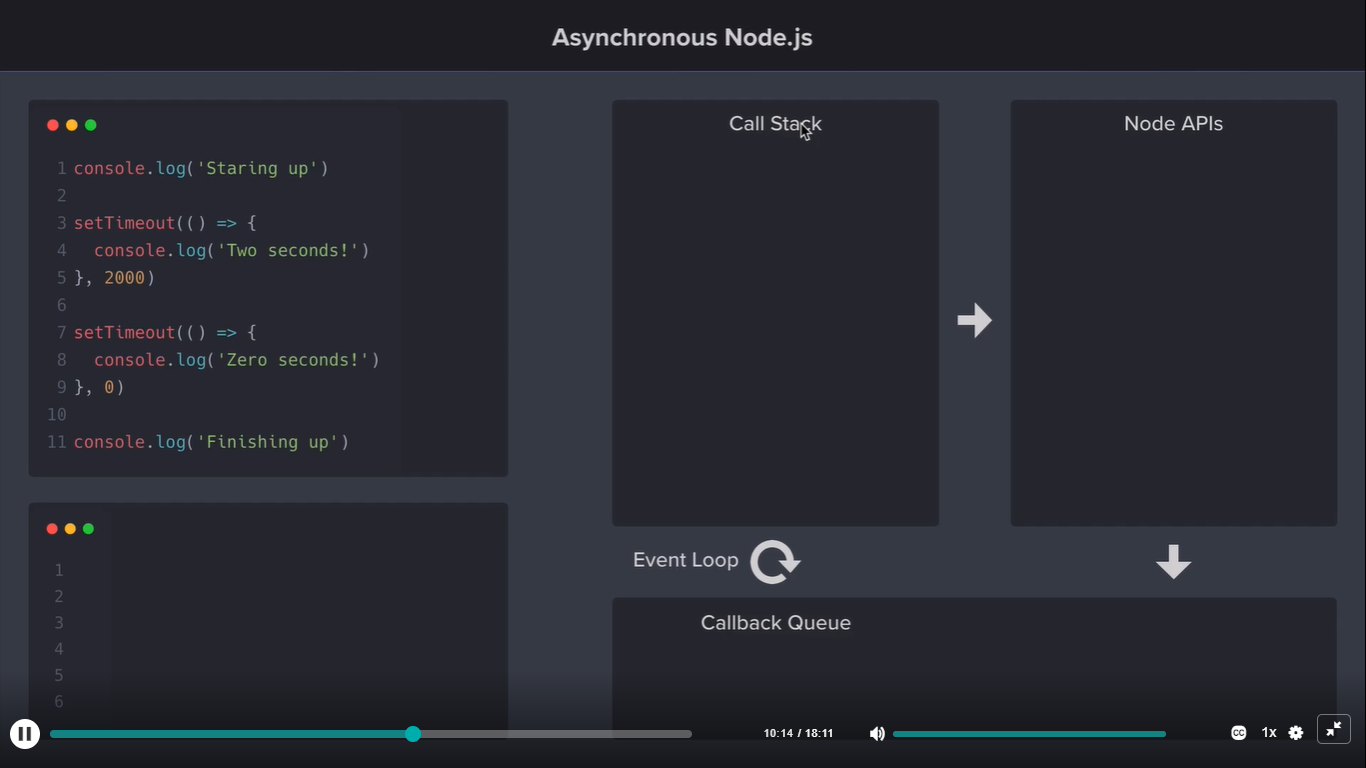 Asynchronous Node.js
1 console.log('Staring up')
2
3 setTimeout(() => {
4   console.log('Two seconds!')
5 }, 2000)
6
7 setTimeout(() => {
8   console.log('Zero seconds!')
9 }, 0)
10
11 console.log('Finishing up')
1
2
3
4
5
6
Call Stack
Node APIs
Event Loop
Callback Queue
10:14 / 18:11
CC
1x